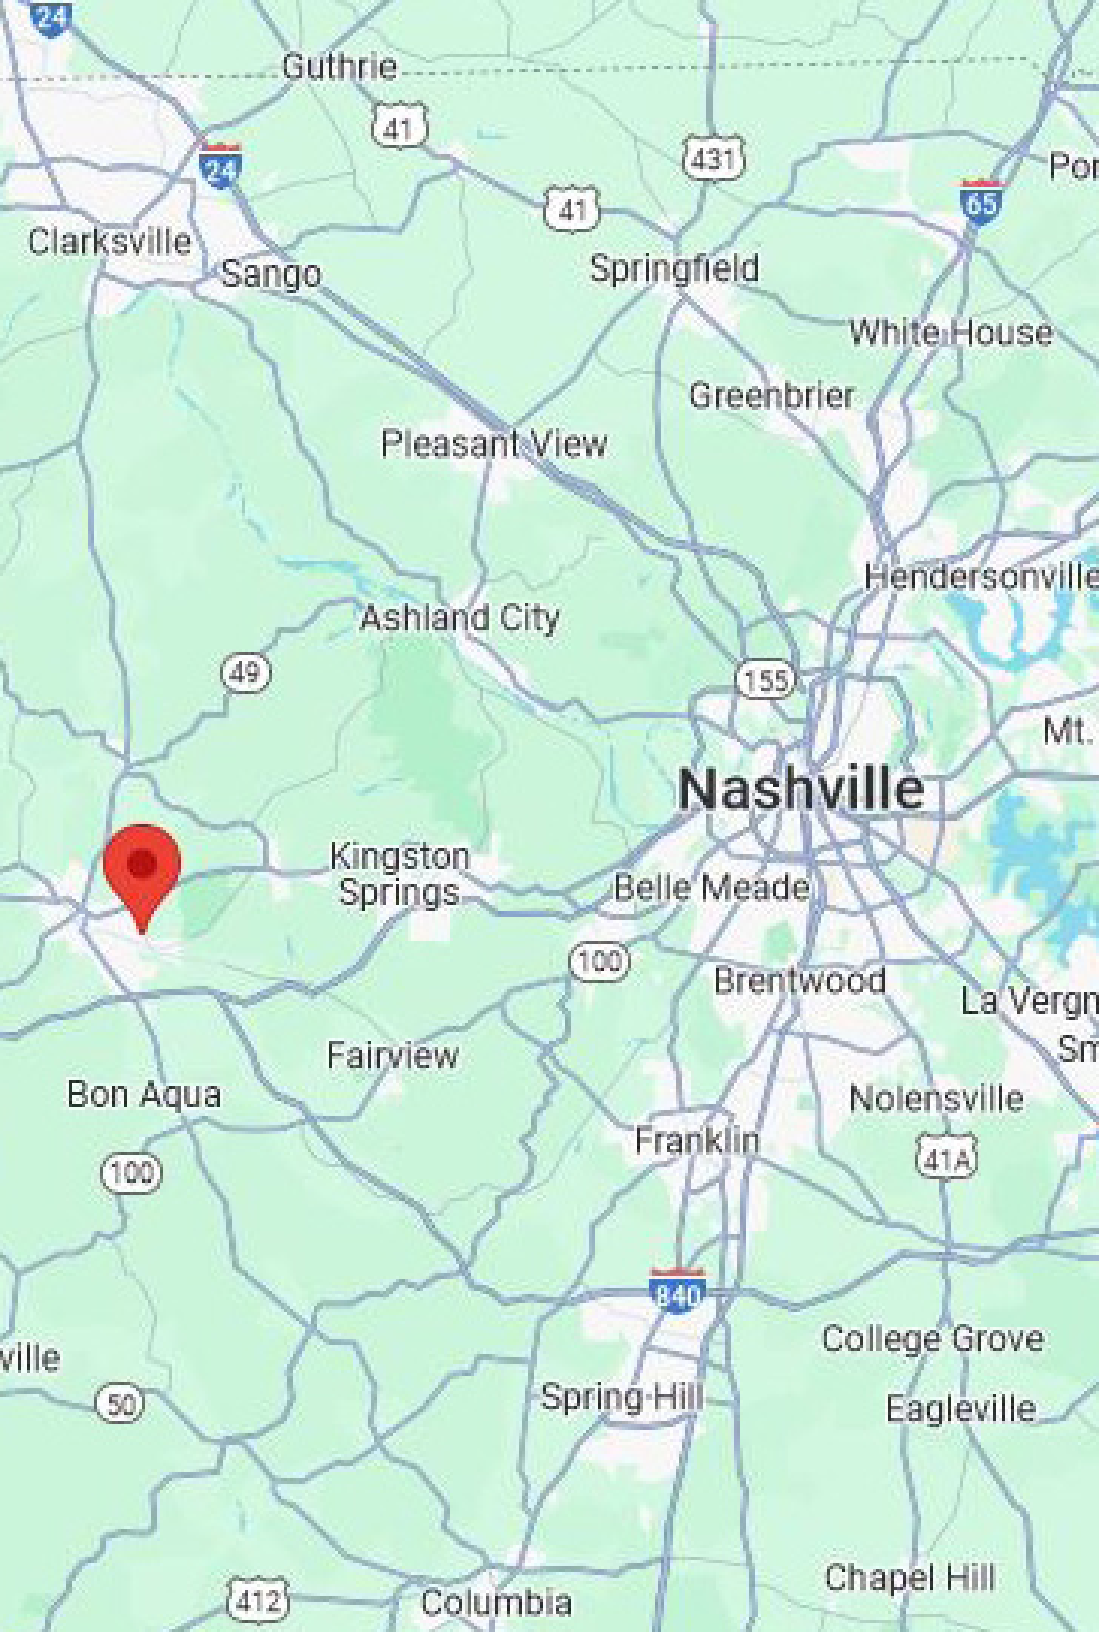 24
Guthrie
41
431
24
Por
41
65
Clarksville
Sango
Springfield
White House
Greenbrier
Pleasant View
Hendersonville
Ashland City
49
155
Mt.
Nashville
Kingston
Springs
Belle Meade
100
Brentwood
La Vergn
Fairview
Sm
Bon Aqua
Nolensville
Franklin
41A
100
840
College Grove
ville
Spring Hill
50
Eagleville
Chapel Hill
412
Columbia